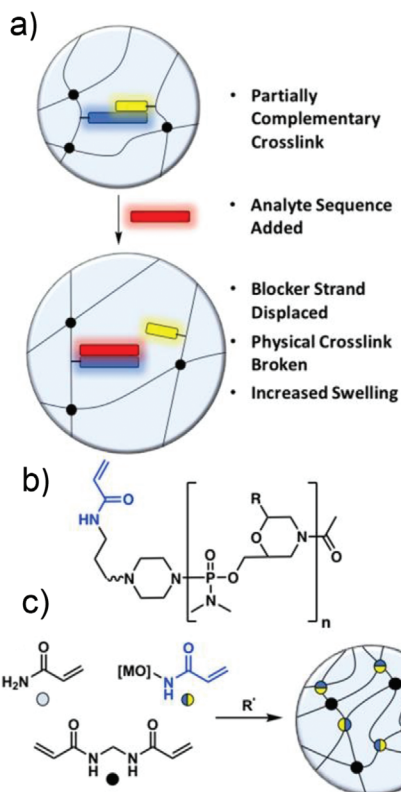 a)
• Partially
Complementary
Crosslink
• Analyte Sequence
Added
• Blocker Strand
Displaced
• Physical Crosslink
Broken
• Increased Swelling
b)
O
HN
N
N
P
O
N
O
R
O
N
O
n
c)
O
H₂N
[MO]
N
H
O
O
N
H
N
H
O
R•